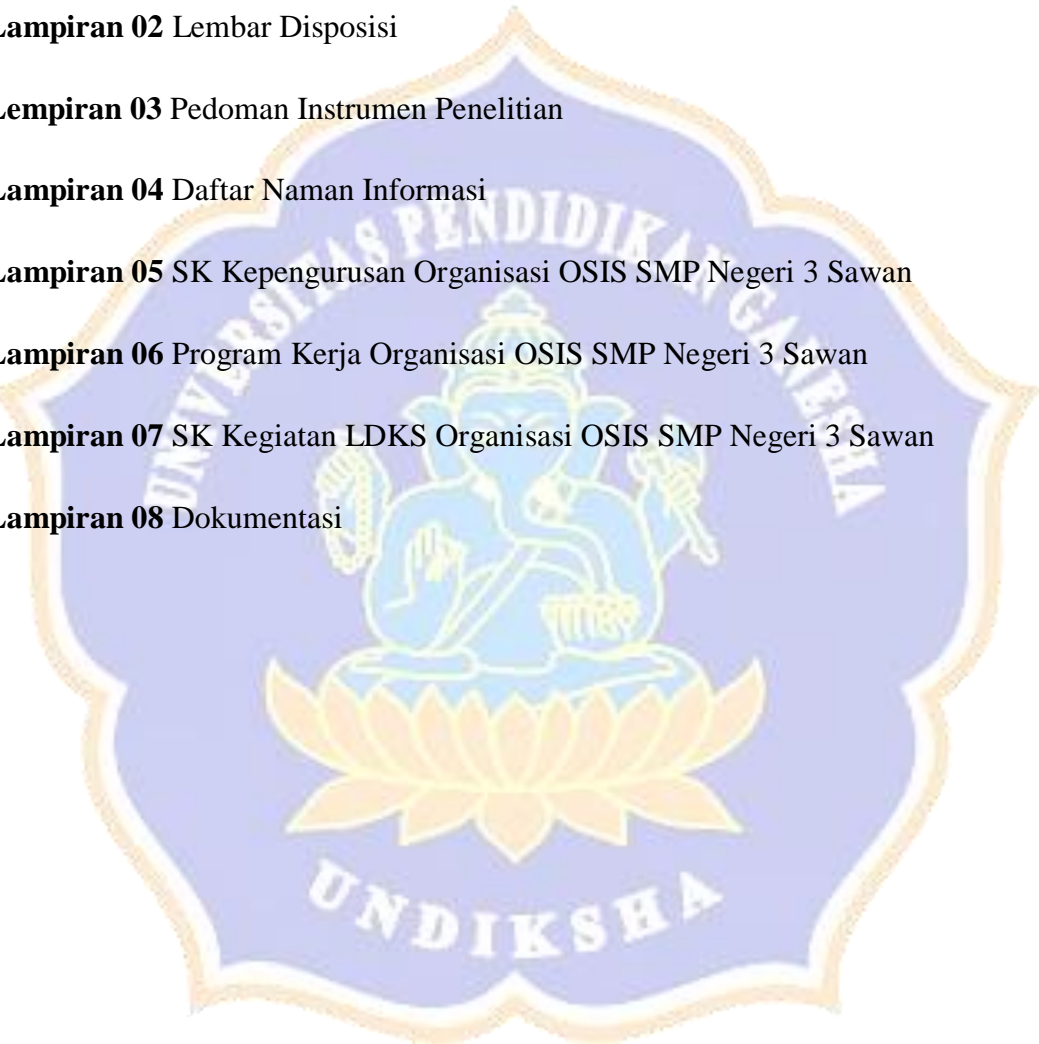 Lampiran 02 Lembar Disposisi
Lempiran 03 Pedoman Instrumen Penelitian
Lampiran 04 Daftar Naman Informasi
Lampiran 05 SK Kepengurusan Organisasi OSIS SMP Negeri 3 Sawan
Lampiran 06 Program Kerja Organisasi OSIS SMP Negeri 3 Sawan
Lampiran 07 SK Kegiatan LDKS Organisasi OSIS SMP Negeri 3 Sawan
Lampiran 08 Dokumentasi
UNIVERSITAS PENDIDIKAN GANESHA
UNDIKSHA